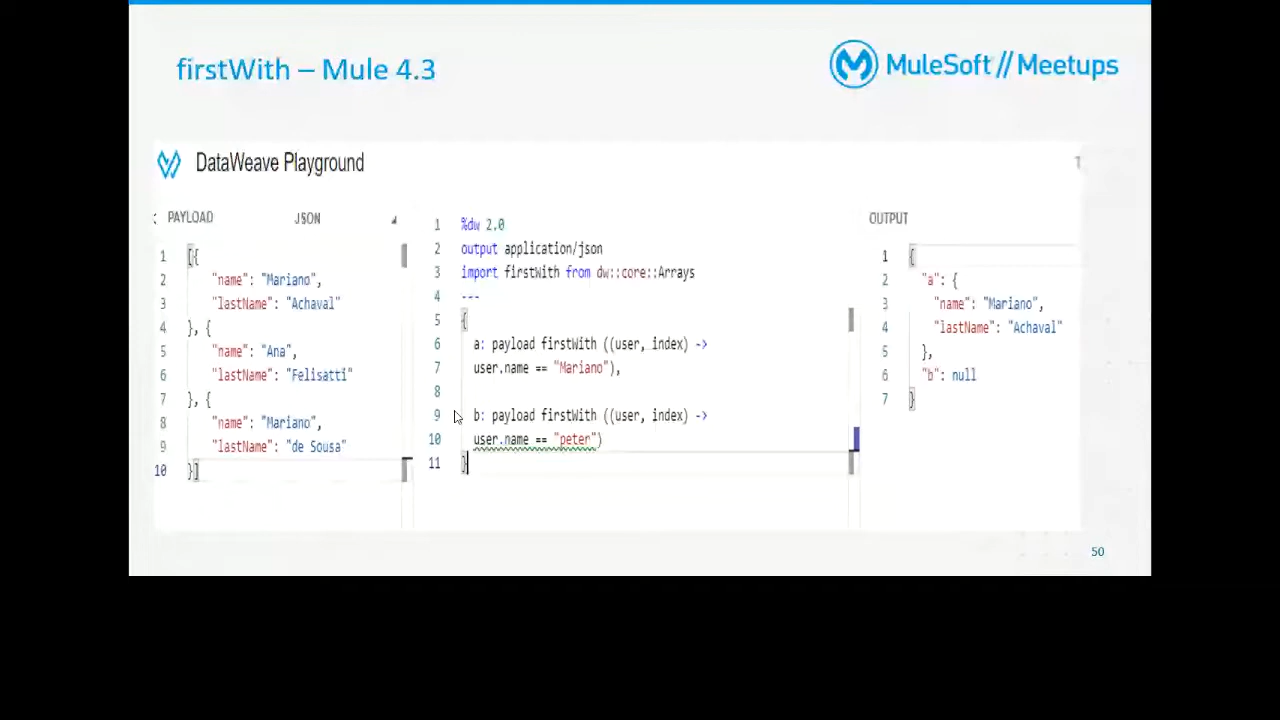 firstWith – Mule 4.3
MuleSoft // Meetups
DataWeave Playground
PAYLOAD JSON
1 [{
2 "name": "Mariano",
3 "lastName": "Achaval"
4 }, {
5 "name": "Ana",
6 "lastName": "Felisatti"
7 }, {
8 "name": "Mariano",
9 "lastName": "de Sousa"
10 }]
1 %dw 2.0
2 output application/json
3 import firstWith from dw::core::Arrays
4 ---
5 {
6 a: payload firstWith ((user, index) ->
7 user.name == "Mariano"),
8
9 b: payload firstWith ((user, index) ->
10 user.name == "peter")
11 }
OUTPUT
1 {
2 "a": {
3 "name": "Mariano",
4 "lastName": "Achaval"
5 },
6 "b": null
7 }
50